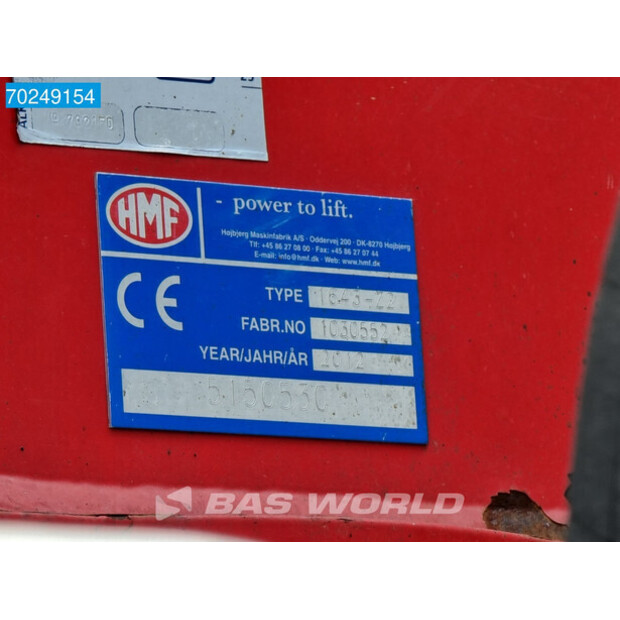 70249154
HMF
- power to lift.
Højbjerg Maskinfabrik A/S · Oddervej 200 · DK-8270 Højbjerg
Tlf: +45 86 27 08 00 · Fax: +45 86 27 07 44
E-mail: info@hmf.dk · Web: www.hmf.dk
CE
TYPE
FABR.NO 1030552
YEAR/JAHR/ÅR 2012
BAS WORLD